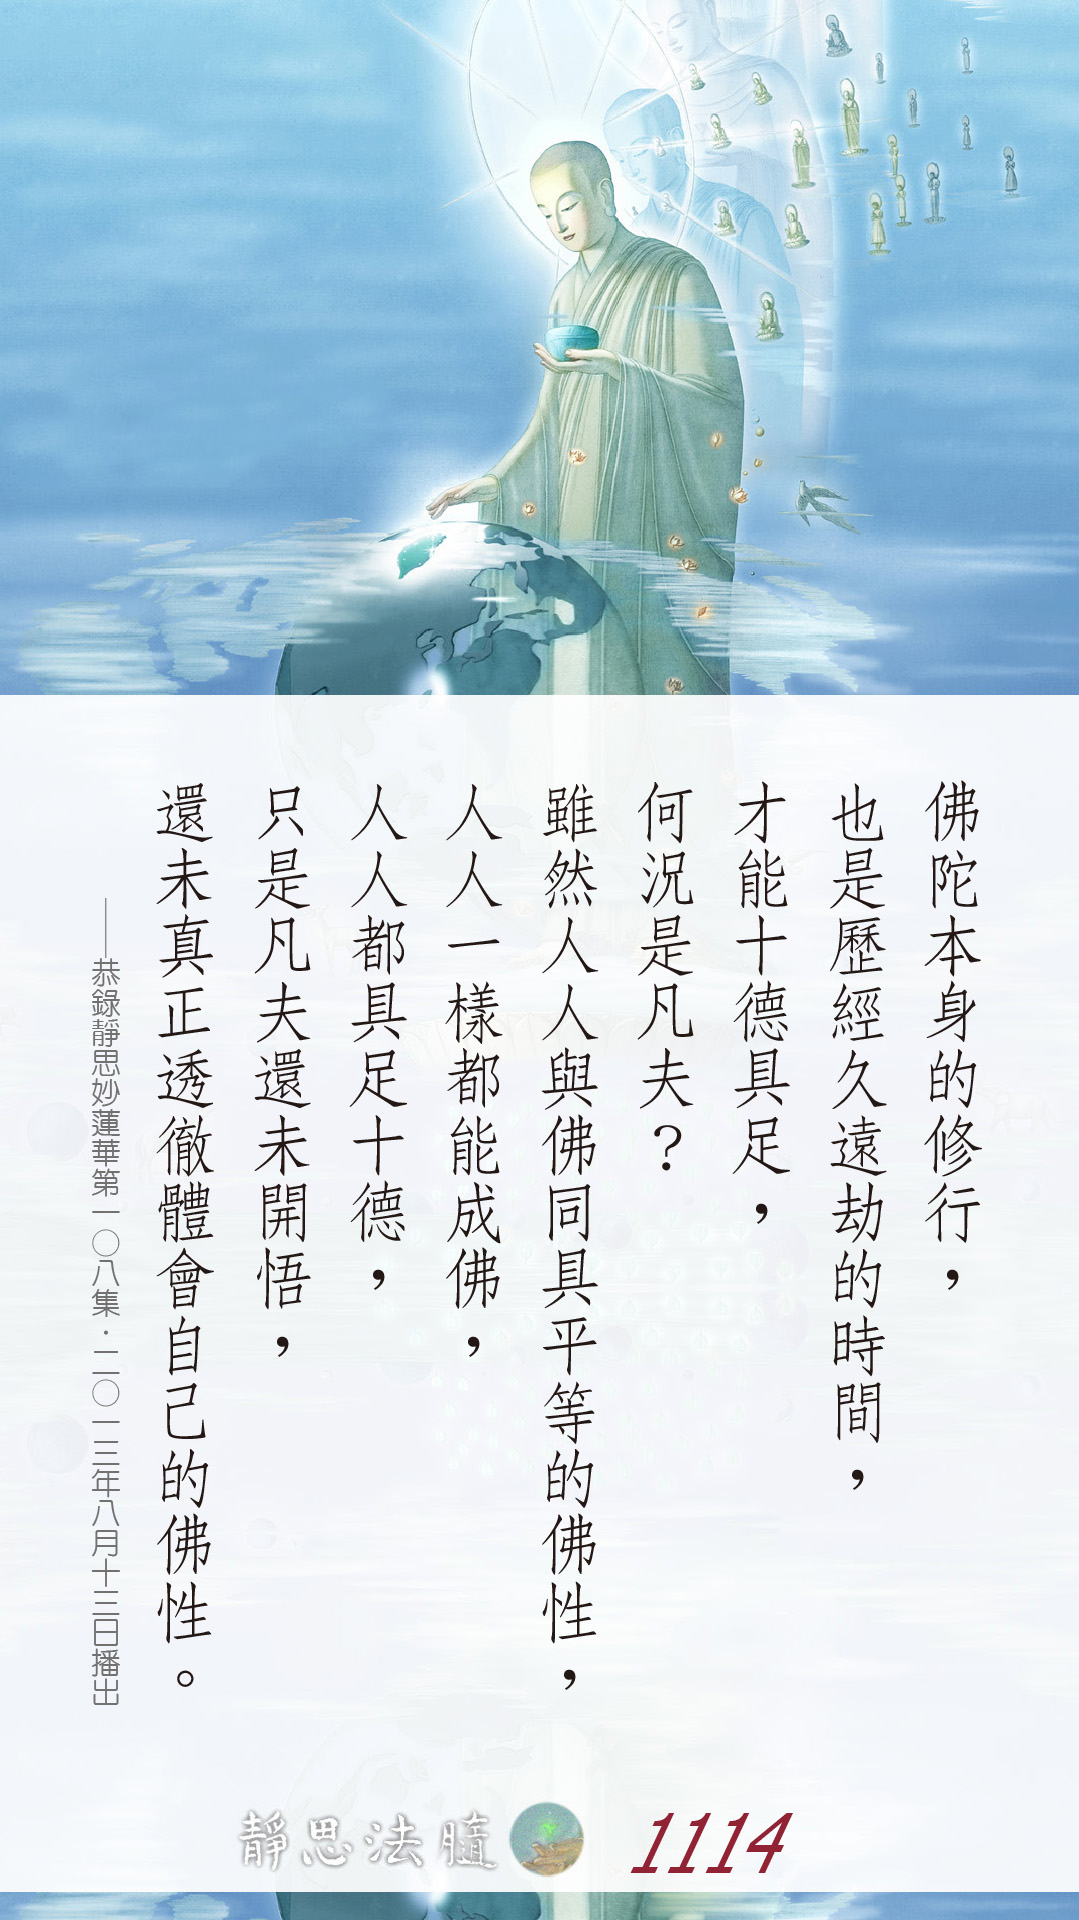 佛陀本身的修行，
也是歷經久遠劫的時間，
才能十德具足，
何況是凡夫？
雖然人人與佛同具平等的佛性，
人人一樣都能成佛，
人人都具足十德，
只是凡夫還未開悟，
還未真正透徹體會自己的佛性。
──恭錄靜思妙蓮華第一〇八集．二〇一三年八月十三日播出
靜思法髓
1114